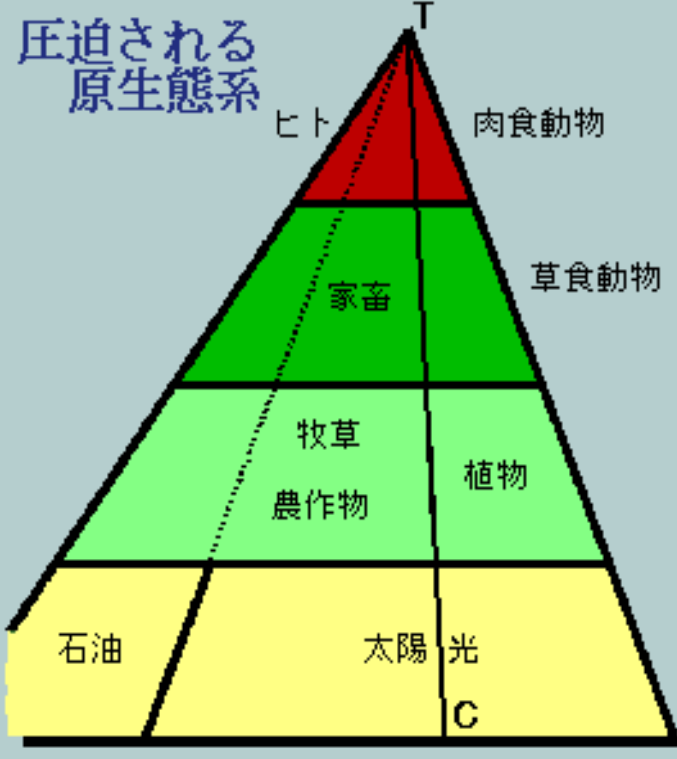 圧迫される
原生態系
T
ヒト
肉食動物
家畜
草食動物
牧草
農作物
植物
石油
太陽光
C